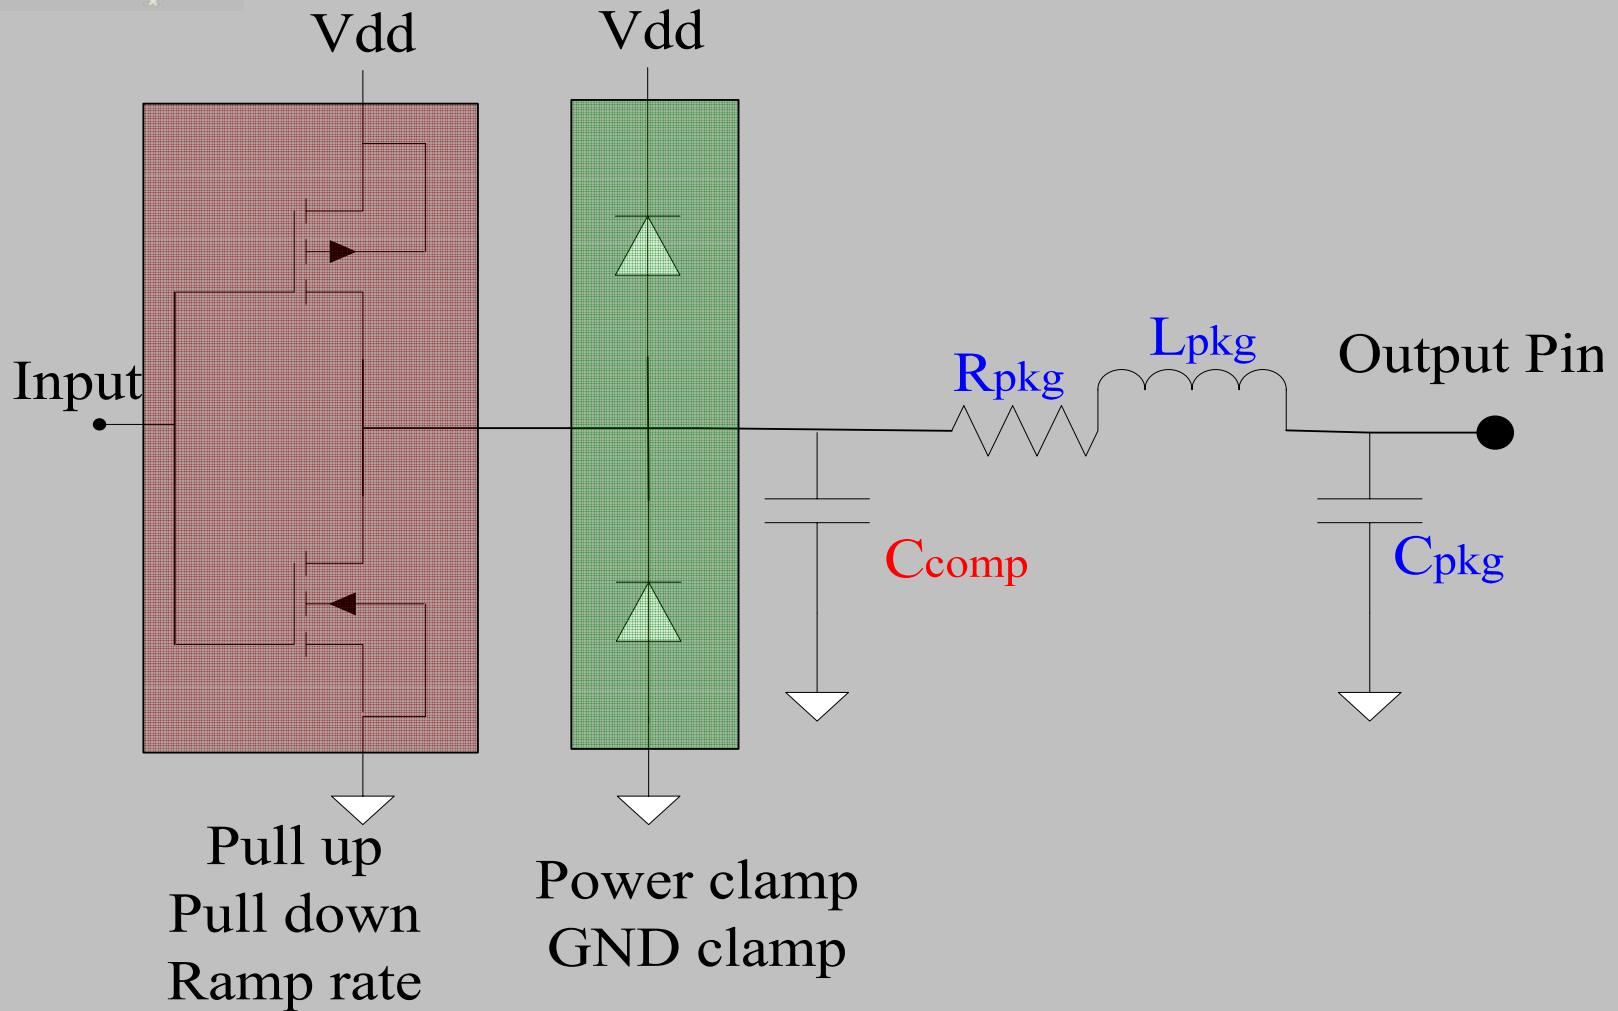 Vdd
Vdd
Input
Rpkg
Lpkg
Output Pin
Ccomp
Cpkg
Pull up
Pull down
Ramp rate
Power clamp
GND clamp